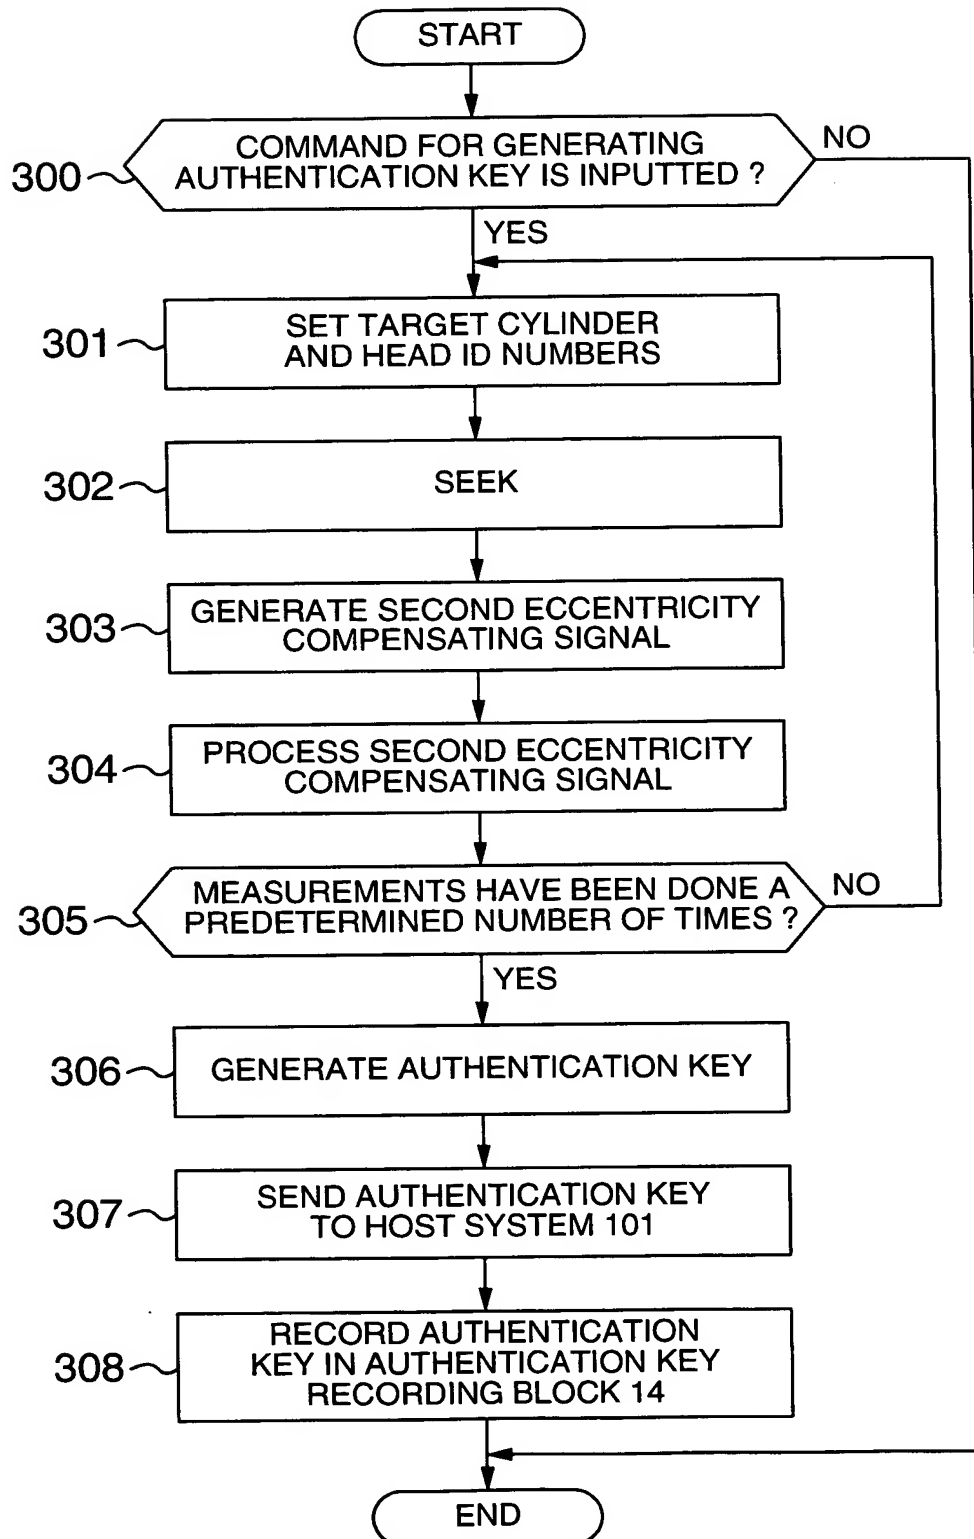 START
COMMAND FOR GENERATING
AUTHENTICATION KEY IS INPUTTED ?
NO
300
YES
SET TARGET CYLINDER
AND HEAD ID NUMBERS
301
SEEK
302
GENERATE SECOND ECCENTRICITY
COMPENSATING SIGNAL
303
PROCESS SECOND ECCENTRICITY
COMPENSATING SIGNAL
304
MEASUREMENTS HAVE BEEN DONE A
PREDETERMINED NUMBER OF TIMES ?
NO
305
YES
GENERATE AUTHENTICATION KEY
306
SEND AUTHENTICATION KEY
TO HOST SYSTEM 101
307
RECORD AUTHENTICATION
KEY IN AUTHENTICATION KEY
RECORDING BLOCK 14
308
END